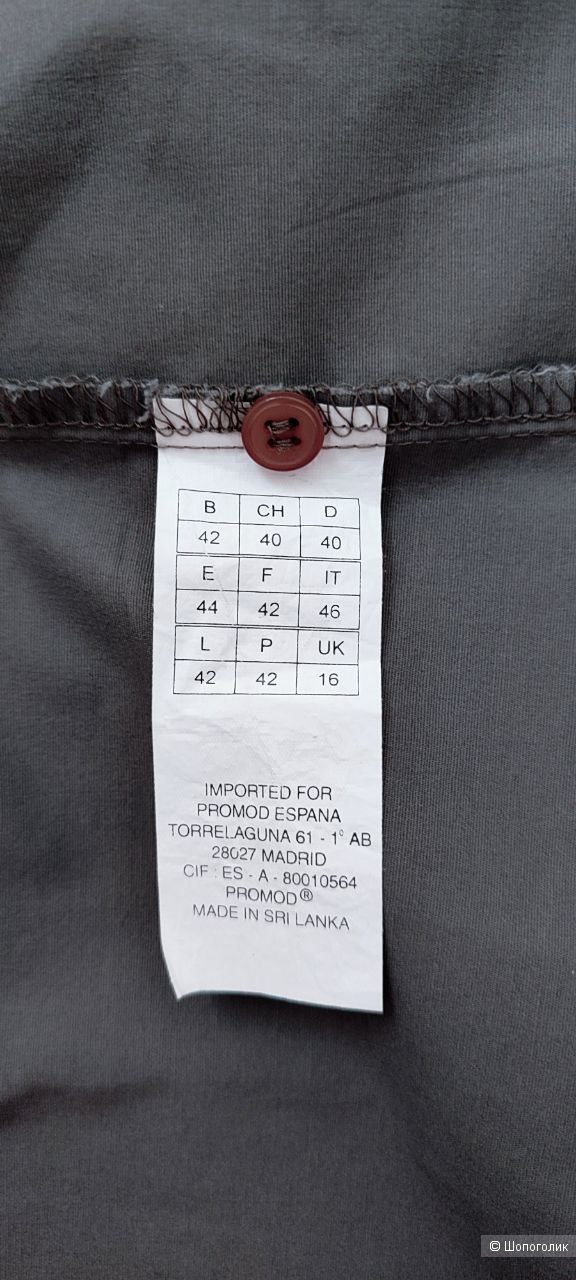 B CH D
42 40 40
E F IT
44 42 46
L P UK
42 42 16
IMPORTED FOR
PROMOD ESPANA
TORRELAGUNA 61 - 1° AB
28027 MADRID
CIF : ES - A - 80010564
PROMOD®
MADE IN SRI LANKA
© Шопоголик